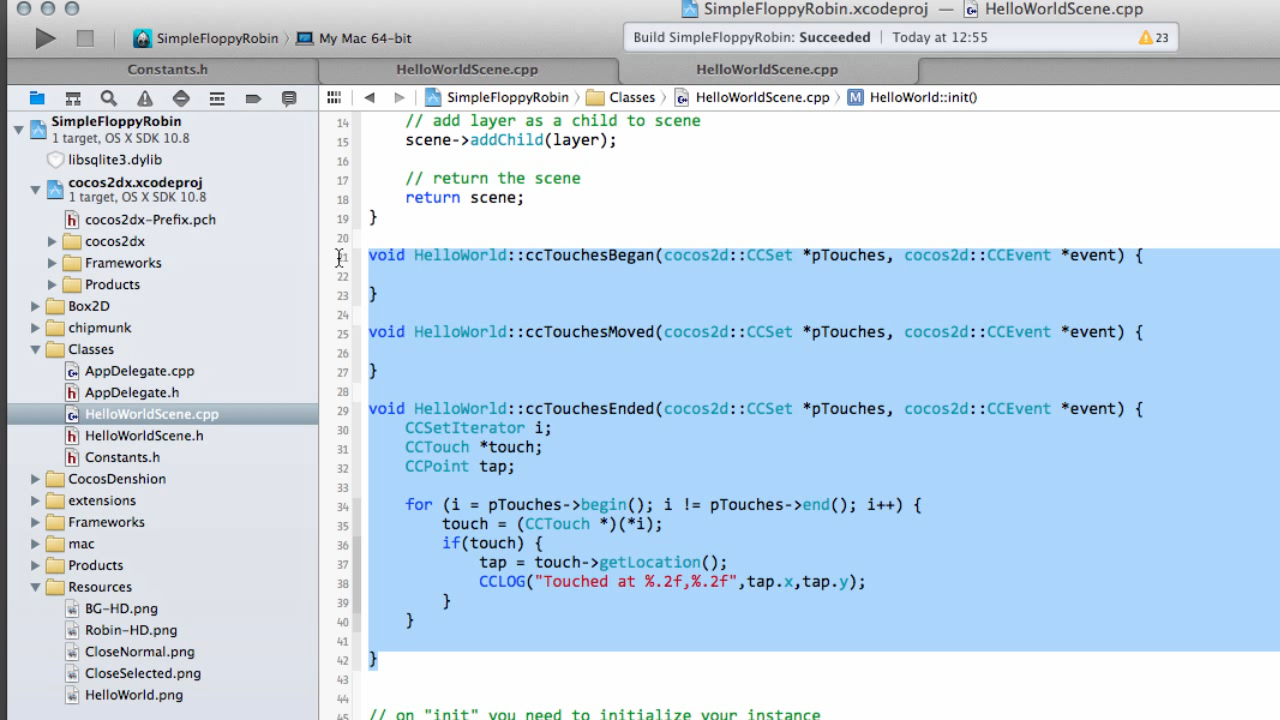 SimpleFloppyRobin.xcodeproj — HelloWorldScene.cpp
SimpleFloppyRobin My Mac 64-bit
Build SimpleFloppyRobin: Succeeded Today at 12:55 23
Constants.h HelloWorldScene.cpp HelloWorldScene.cpp
SimpleFloppyRobin Classes HelloWorldScene.cpp M HelloWorld::init()
SimpleFloppyRobin
1 target, OS X SDK 10.8
libsqlite3.dylib
cocos2dx.xcodeproj
1 target, OS X SDK 10.8
cocos2dx-Prefix.pch
cocos2dx
Frameworks
Products
Box2D
chipmunk
Classes
AppDelegate.cpp
AppDelegate.h
HelloWorldScene.cpp
HelloWorldScene.h
Constants.h
CocosDenshion
extensions
Frameworks
mac
Products
Resources
BG-HD.png
Robin-HD.png
CloseNormal.png
CloseSelected.png
HelloWorld.png
14 // add layer as a child to scene
15 scene->addChild(layer);
16
17 // return the scene
18 return scene;
19 }
20
21 void HelloWorld::ccTouchesBegan(cocos2d::CCSet *pTouches, cocos2d::CCEvent *event) {
22
23 }
24
25 void HelloWorld::ccTouchesMoved(cocos2d::CCSet *pTouches, cocos2d::CCEvent *event) {
26
27 }
28
29 void HelloWorld::ccTouchesEnded(cocos2d::CCSet *pTouches, cocos2d::CCEvent *event) {
30 CCSetIterator i;
31 CCTouch *touch;
32 CCPoint tap;
33
34 for (i = pTouches->begin(); i != pTouches->end(); i++) {
35 touch = (CCTouch *)(*i);
36 if(touch) {
37 tap = touch->getLocation();
38 CCLOG("Touched at %.2f,%.2f",tap.x,tap.y);
39 }
40 }
41
42 }
43
44
45 // on "init" you need to initialize your instance